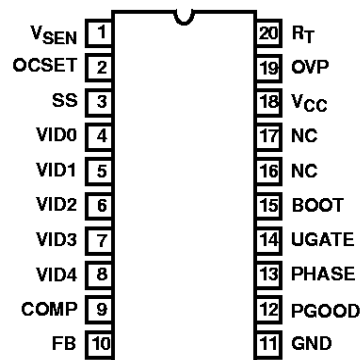 VSEN 1 20 RT
OCSET 2 19 OVP
SS 3 18 VCC
VID0 4 17 NC
VID1 5 16 NC
VID2 6 15 BOOT
VID3 7 14 UGATE
VID4 8 13 PHASE
COMP 9 12 PGOOD
FB 10 11 GND